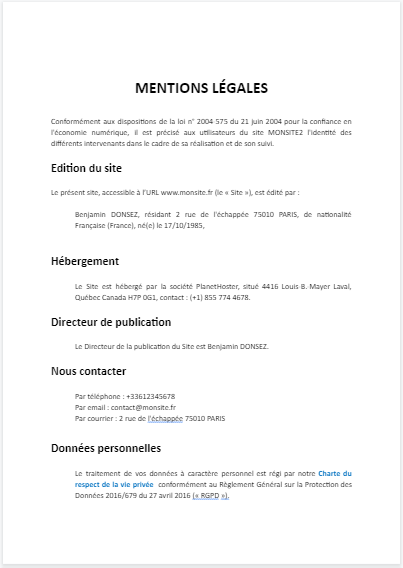 MENTIONS LÉGALES
Conformément aux dispositions de la loi n° 2004-575 du 21 juin 2004 pour la confiance en
l'économie numérique, il est précisé aux utilisateurs du site MONSITE2 l'identité des
différents intervenants dans le cadre de sa réalisation et de son suivi.
Edition du site
Le présent site, accessible à l'URL www.monsite.fr (le « Site »), est édité par :
Benjamin DONSEZ, résidant 2 rue de l'échappée 75010 PARIS, de nationalité
Française (France), né(e) le 17/10/1985,
Hébergement
Le Site est hébergé par la société PlanetHoster, situé 4416 Louis-B.-Mayer Laval,
Québec Canada H7P 0G1, contact : (+1) 855 774 4678.
Directeur de publication
Le Directeur de la publication du Site est Benjamin DONSEZ.
Nous contacter
Par téléphone : +33612345678
Par email : contact@monsite.fr
Par courrier : 2 rue de l'échappée 75010 PARIS
Données personnelles
Le traitement de vos données à caractère personnel est régi par notre Charte du
respect de la vie privée conformément au Règlement Général sur la Protection des
Données 2016/679 du 27 avril 2016 (« RGPD »).